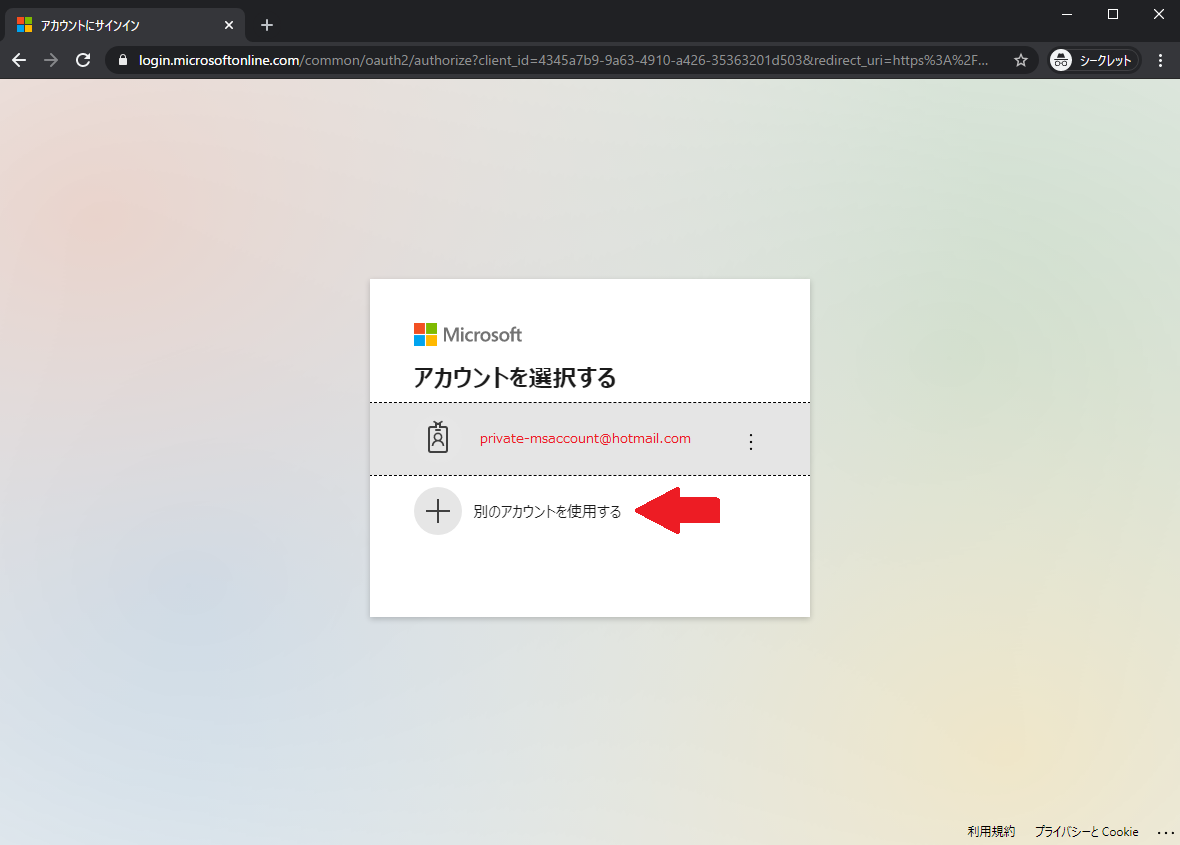 アカウントにサインイン
login.microsoftonline.com/common/oauth2/authorize?client_id=4345a7b9-9a63-4910-a426-35363201d503&redirect_uri=https%3A%2F...
シークレット
Microsoft
アカウントを選択する
private-msaccount@hotmail.com
別のアカウントを使用する
利用規約 プライバシーと Cookie ...